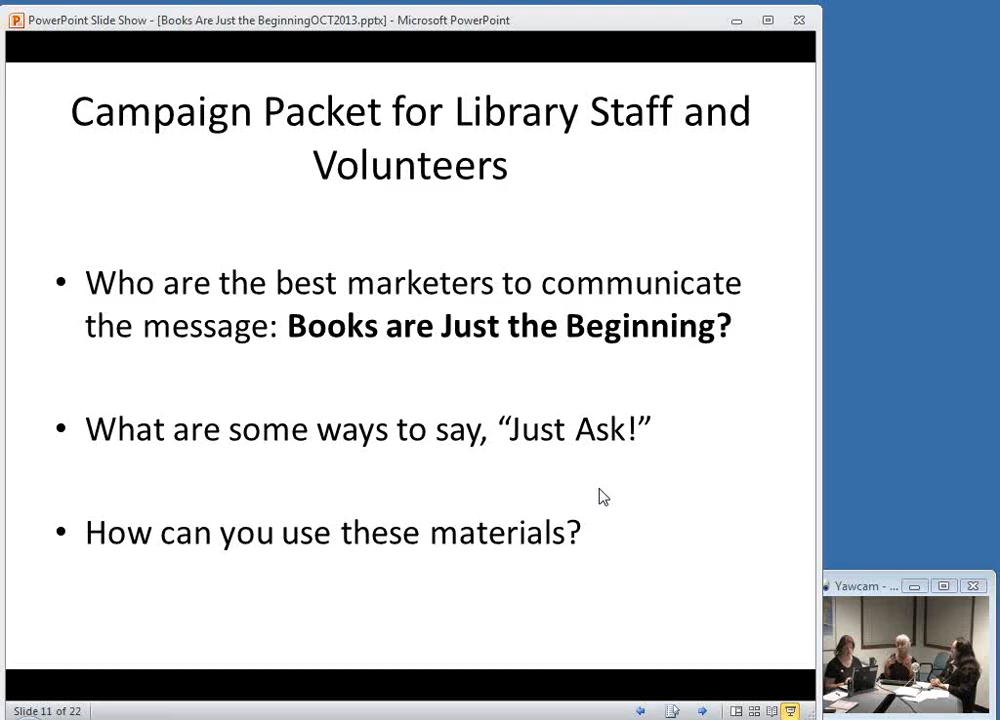 PowerPoint Slide Show - [Books Are Just the BeginningOCT2013.pptx] - Microsoft PowerPoint
Campaign Packet for Library Staff and
Volunteers
• Who are the best marketers to communicate
the message: Books are Just the Beginning?
• What are some ways to say, “Just Ask!”
• How can you use these materials?
Yawcam - ...
Slide 11 of 22